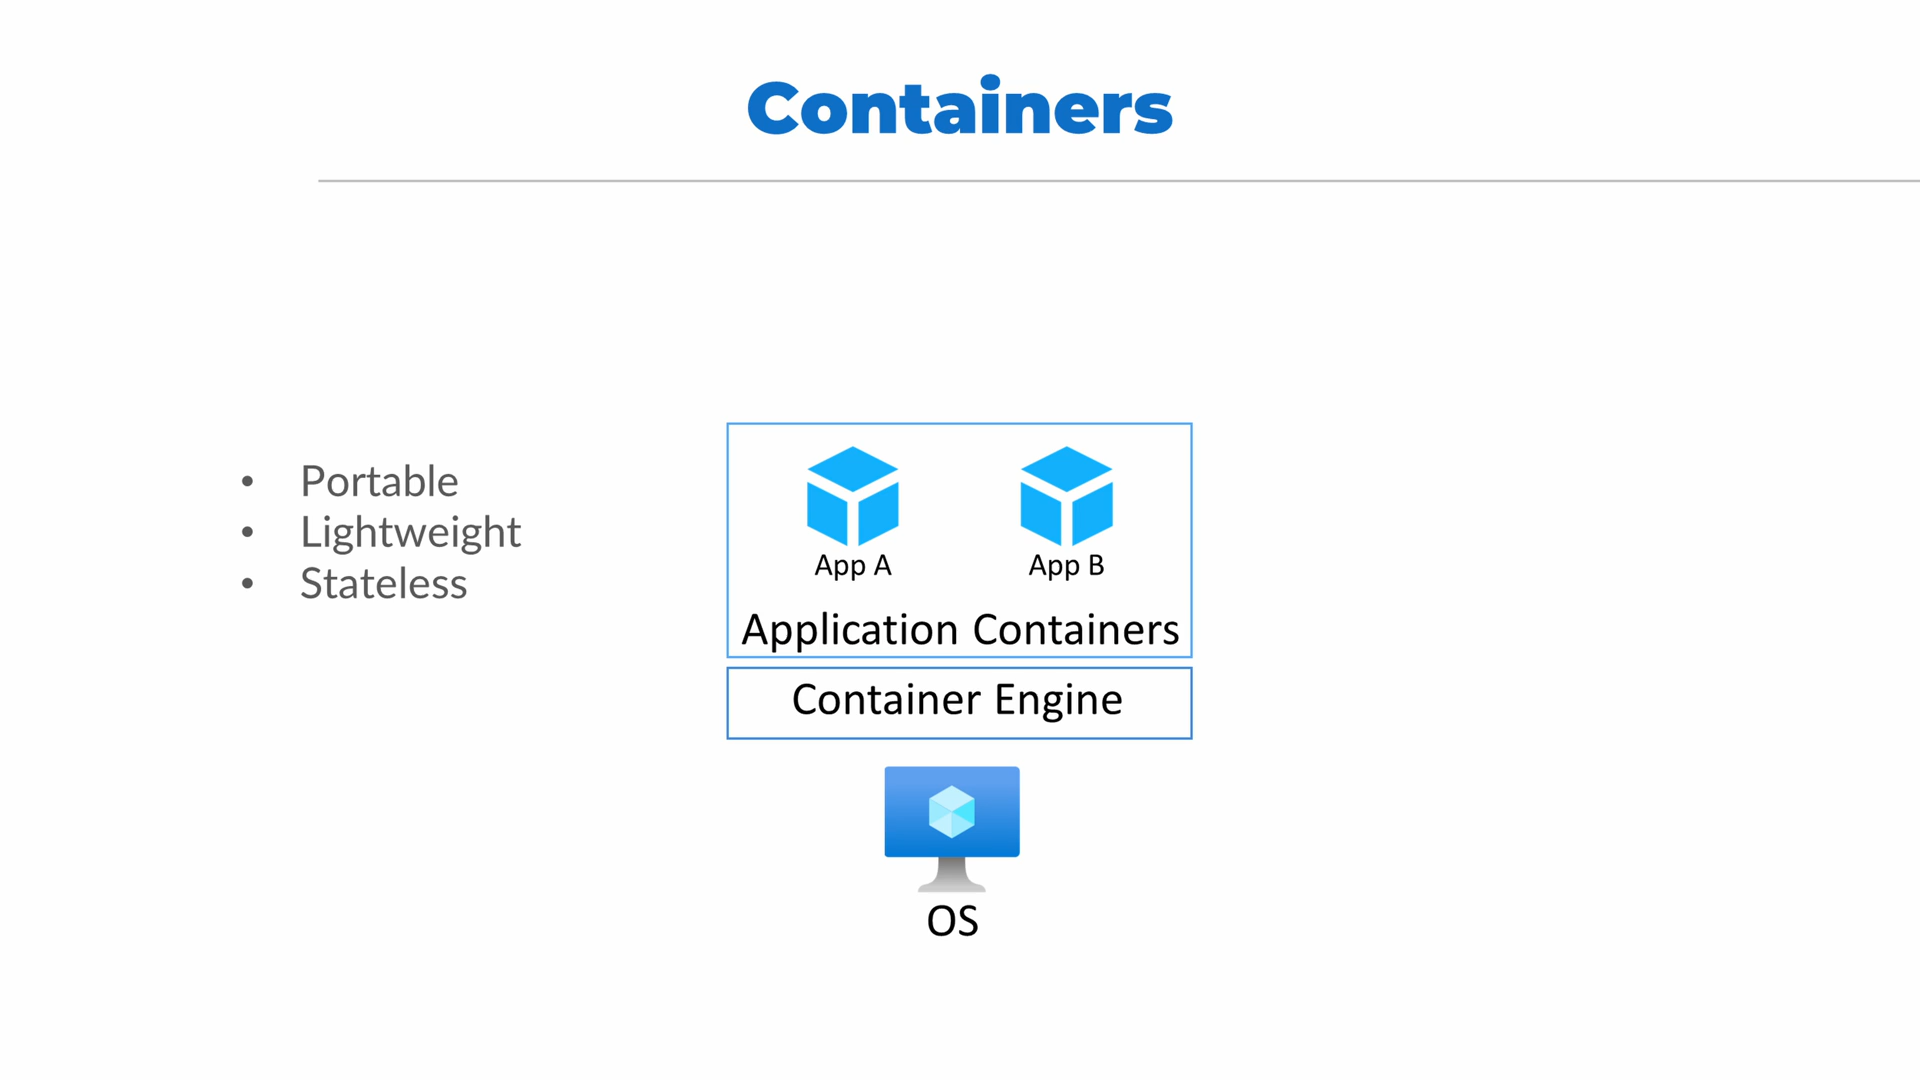 Containers
• Portable
• Lightweight
• Stateless
App A
App B
Application Containers
Container Engine
OS